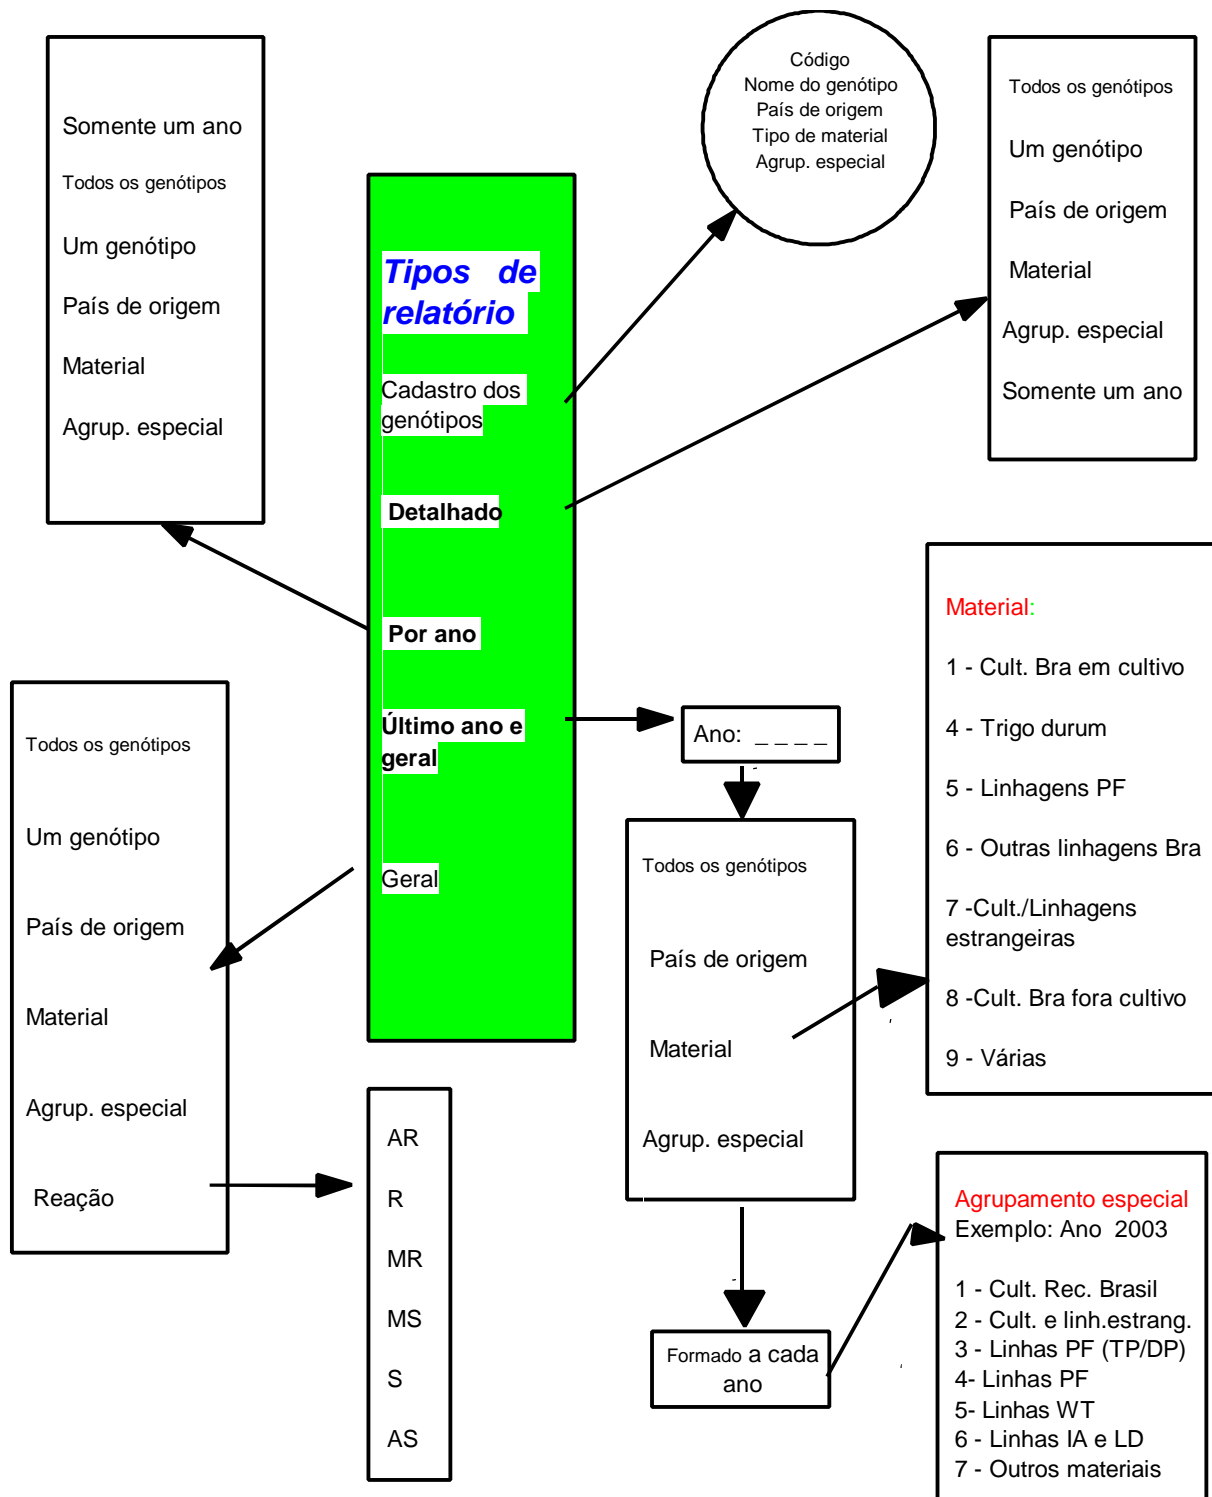 Somente um ano
Todos os genótipos
Um genótipo
País de origem
Material
Agrup. especial
Código
Nome do genótipo
País de origem
Tipo de material
Agrup. especial
Todos os genótipos
Um genótipo
País de origem
Material
Agrup. especial
Somente um ano
Tipos de
relatório
Cadastro dos
genótipos
Detalhado
Por ano
Último ano e
geral
Geral
Todos os genótipos
Um genótipo
País de origem
Material
Agrup. especial
Reação
AR
R
MR
MS
S
AS
Ano: _ _ _ _
Todos os genótipos
País de origem
Material
Agrup. especial
Formado a cada
ano
Material:
1 - Cult. Bra em cultivo
4 - Trigo durum
5 - Linhagens PF
6 - Outras linhagens Bra
7 -Cult./Linhagens
estrangeiras
8 -Cult. Bra fora cultivo
9 - Várias
Agrupamento especial
Exemplo: Ano 2003
1 - Cult. Rec. Brasil
2 - Cult. e linh.estrang.
3 - Linhas PF (TP/DP)
4- Linhas PF
5- Linhas WT
6 - Linhas IA e LD
7 - Outros materiais